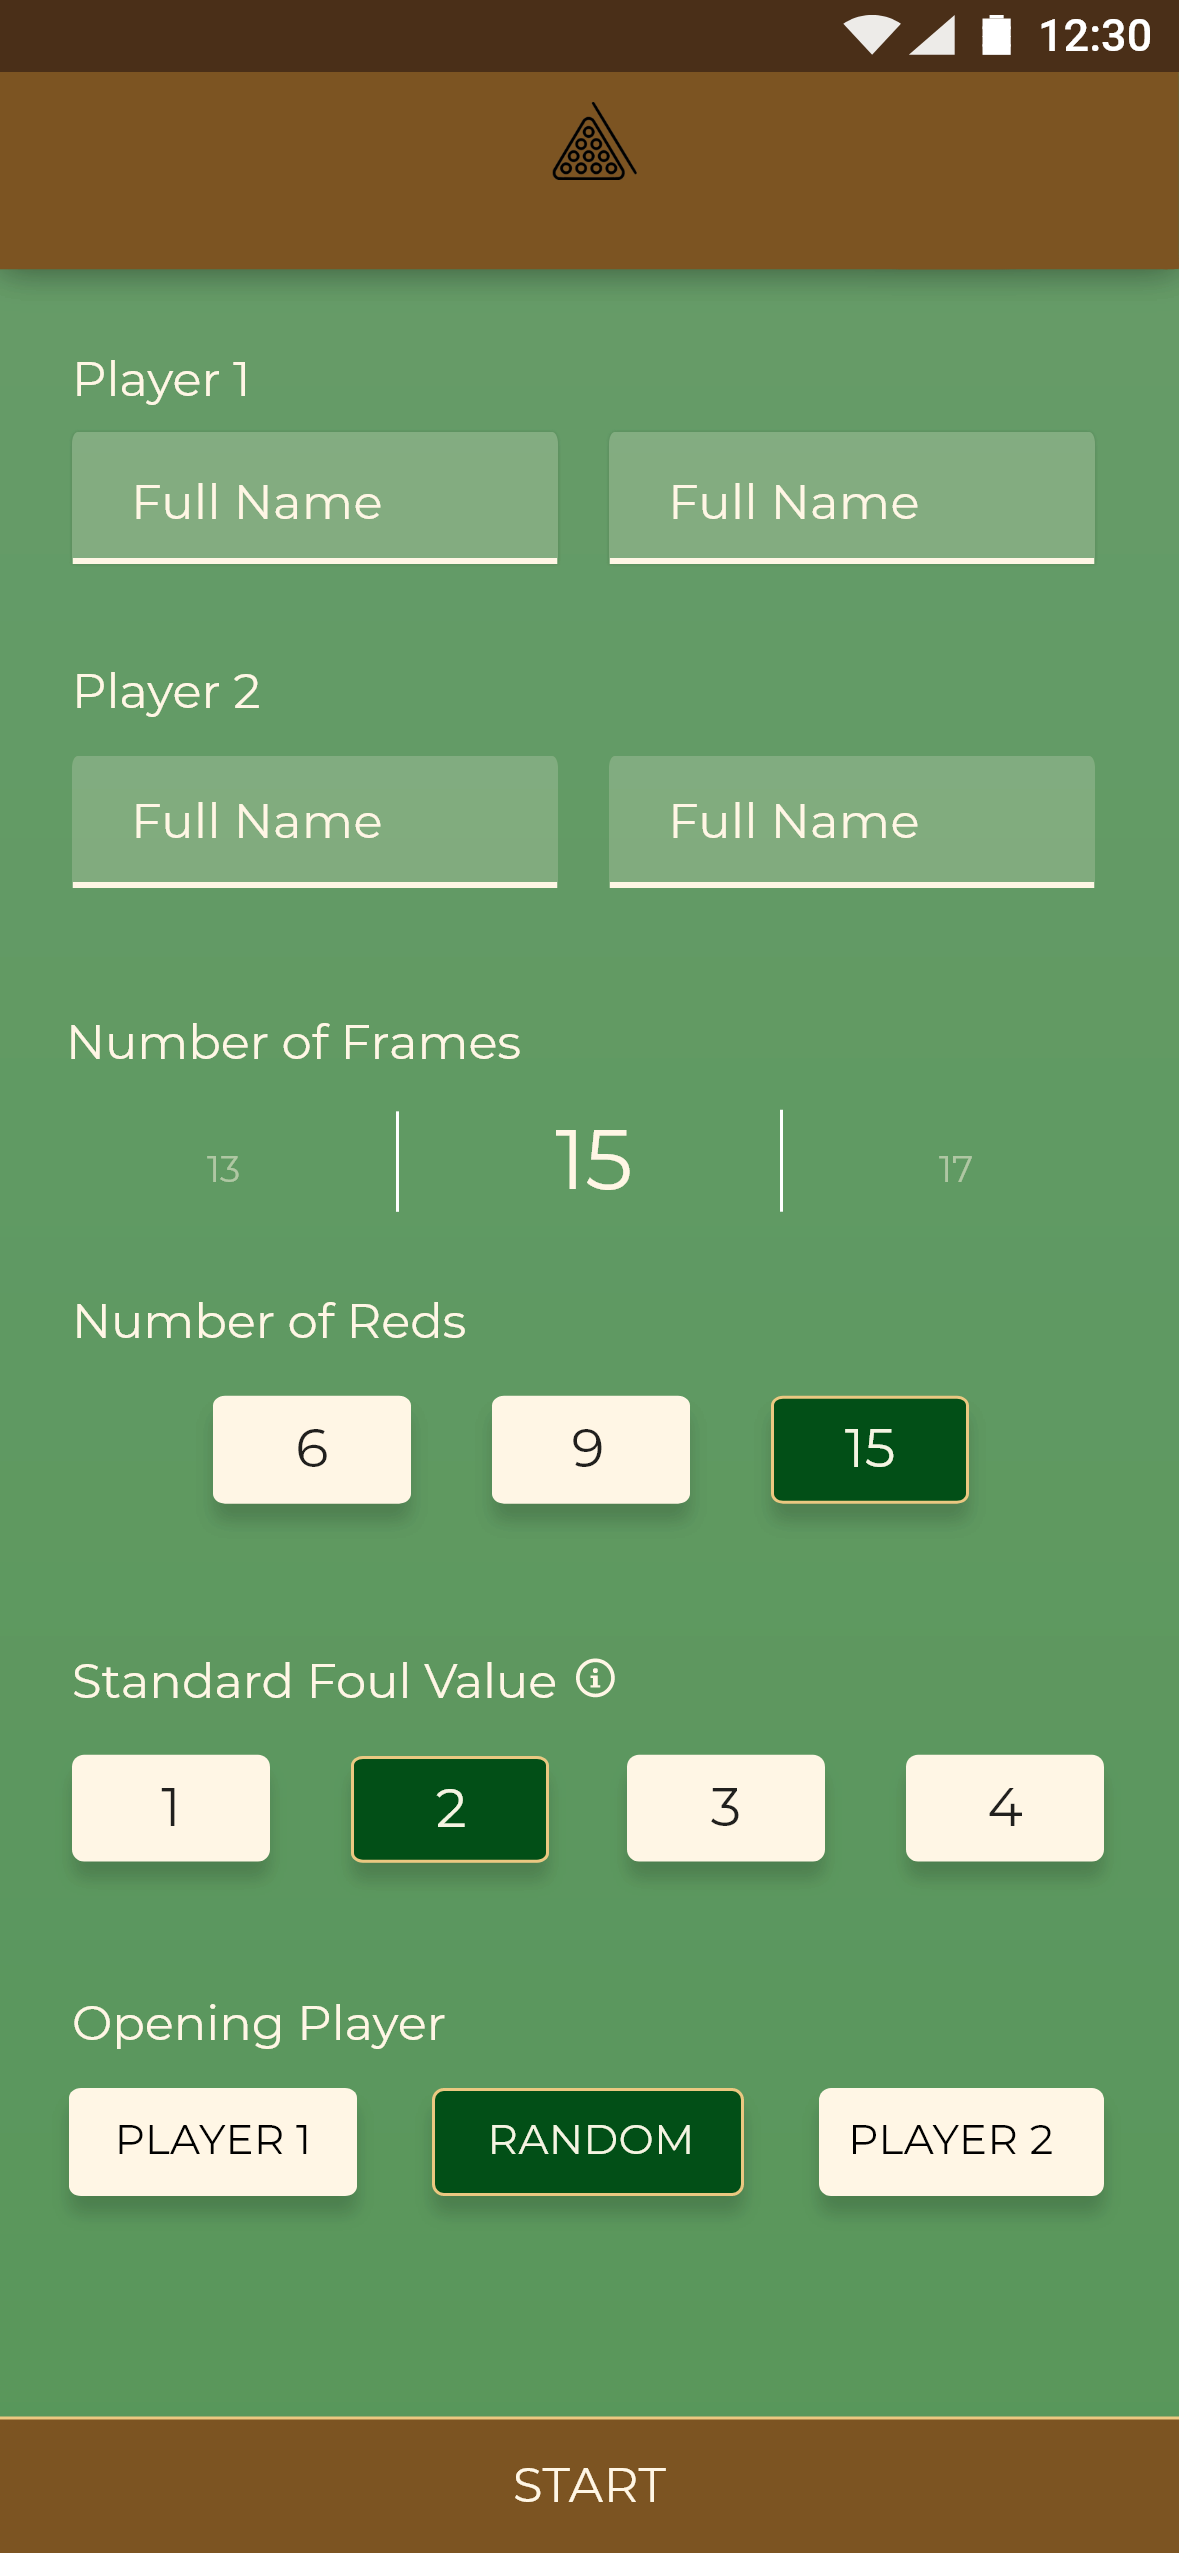 12:30
Player 1
Full Name Full Name
Player 2
Full Name Full Name
Number of Frames
13 15 17
Number of Reds
6 9 15
Standard Foul Value
1 2 3 4
Opening Player
PLAYER 1 RANDOM PLAYER 2
START